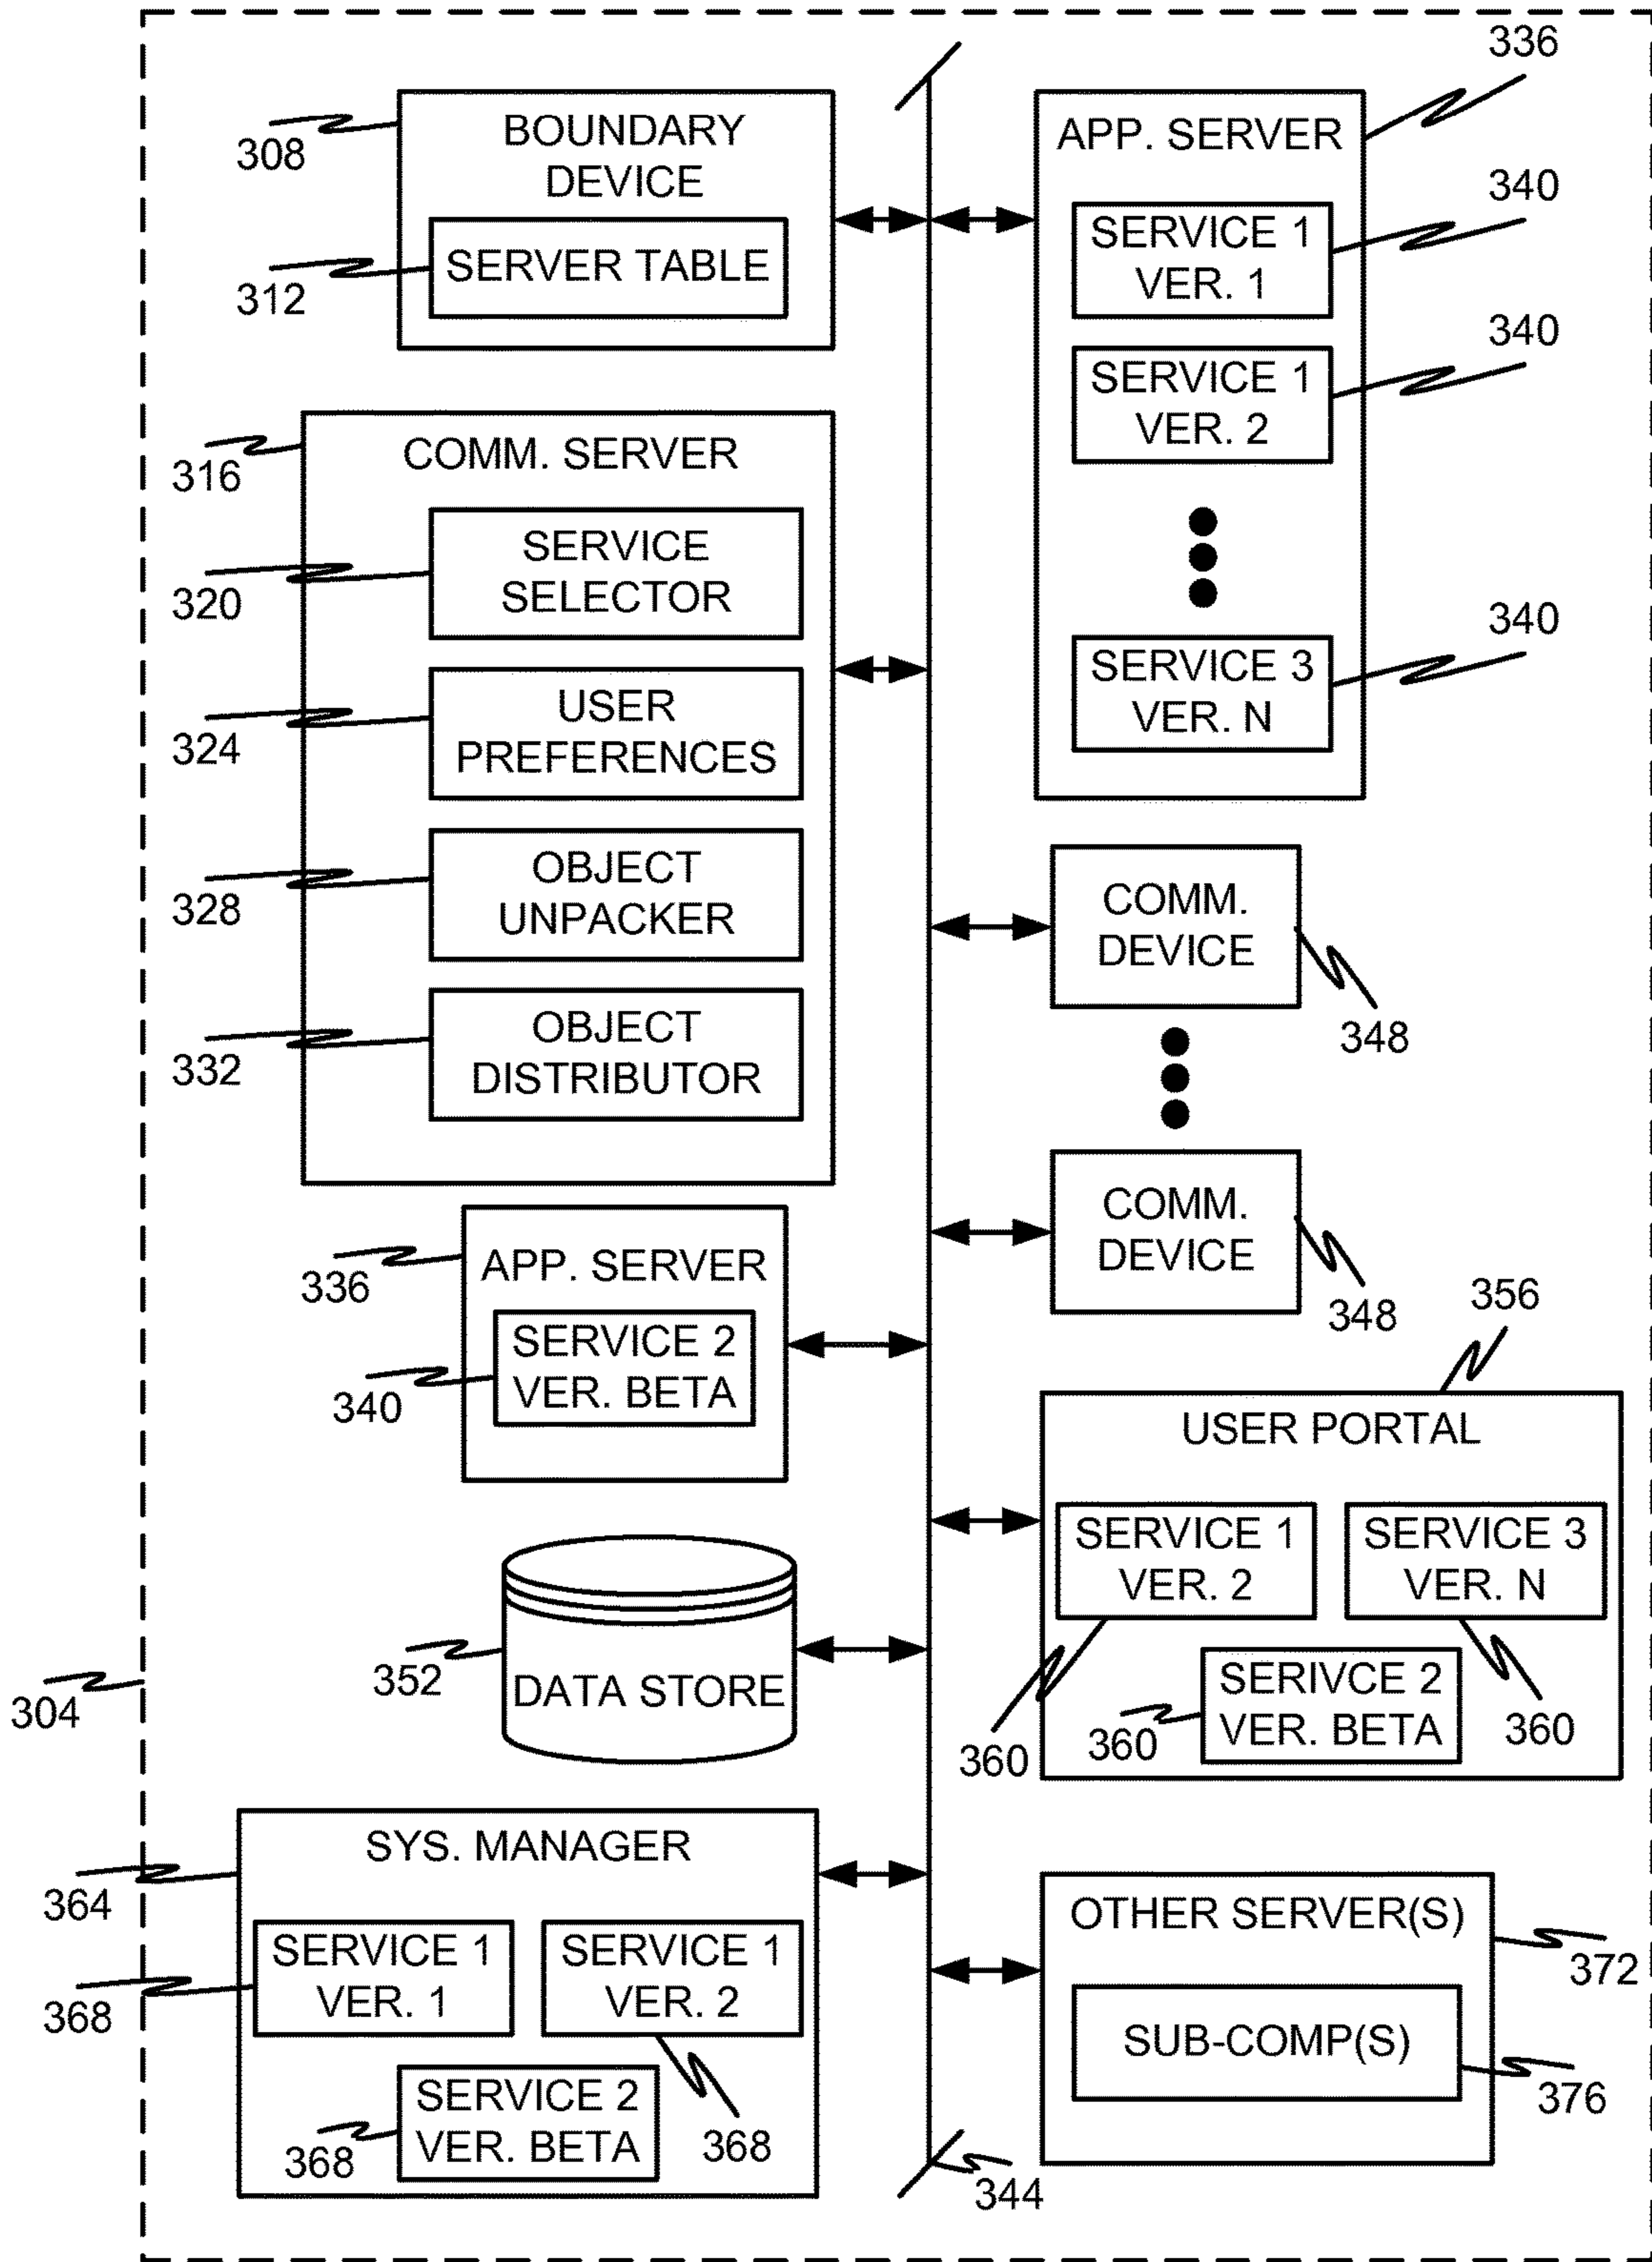 336
BOUNDARY
DEVICE
308
SERVER TABLE
312
APP. SERVER
340
SERVICE 1
VER. 1
340
SERVICE 1
VER. 2
340
SERVICE 3
VER. N
COMM. SERVER
316
SERVICE
SELECTOR
320
USER
PREFERENCES
324
OBJECT
UNPACKER
328
OBJECT
DISTRIBUTOR
332
COMM.
DEVICE
348
COMM.
DEVICE
348
336
APP. SERVER
SERVICE 2
VER. BETA
340
356
USER PORTAL
SERVICE 1
VER. 2
SERVICE 3
VER. N
360
SERIVCE 2
VER. BETA
360
360
352
DATA STORE
304
SYS. MANAGER
364
SERVICE 1
VER. 1
SERVICE 1
VER. 2
368
SERVICE 2
VER. BETA
368
368
OTHER SERVER(S)
372
SUB-COMP(S)
376
344